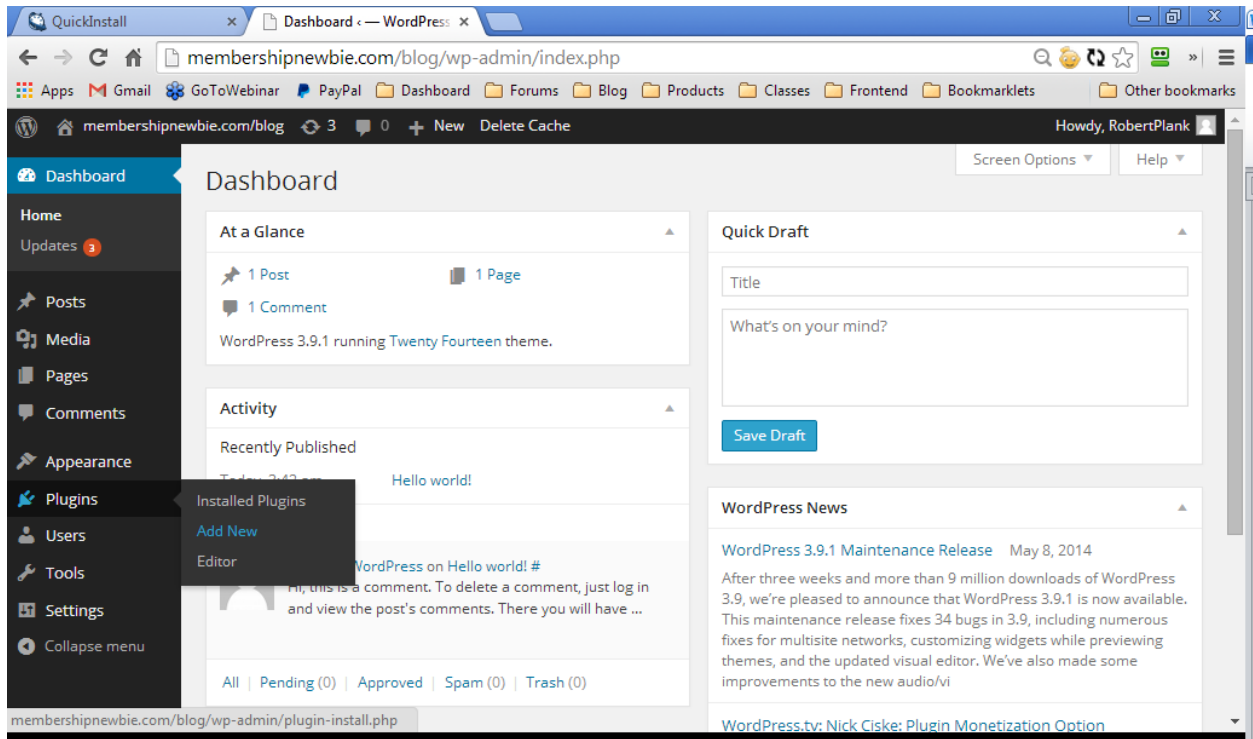 QuickInstall
Dashboard ‹ — WordPress
membershipnewbie.com/blog/wp-admin/index.php
Apps Gmail GoToWebinar PayPal Dashboard Forums Blog Products Classes Frontend Bookmarklets » Other bookmarks
membershipnewbie.com/blog 3 0 + New Delete Cache Howdy, RobertPlank
Screen Options Help
Dashboard
Home
Updates 3
Posts
Media
Pages
Comments
Appearance
Plugins
Users
Tools
Settings
Collapse menu
Installed Plugins
Add New
Editor
Dashboard
At a Glance
1 Post 1 Page
1 Comment
WordPress 3.9.1 running Twenty Fourteen theme.
Activity
Recently Published
Hello world!
WordPress on Hello world! #
Hi, this is a comment. To delete a comment, just log in
and view the post's comments. There you will have ...
All | Pending (0) | Approved | Spam (0) | Trash (0)
Quick Draft
Title
What's on your mind?
Save Draft
WordPress News
WordPress 3.9.1 Maintenance Release May 8, 2014
After three weeks and more than 9 million downloads of WordPress
3.9, we're pleased to announce that WordPress 3.9.1 is now available.
This maintenance release fixes 34 bugs in 3.9, including numerous
fixes for multisite networks, customizing widgets while previewing
themes, and the updated visual editor. We've also made some
improvements to the new audio/vi
WordPress.tv: Nick Ciske: Plugin Monetization Option
membershipnewbie.com/blog/wp-admin/plugin-install.php